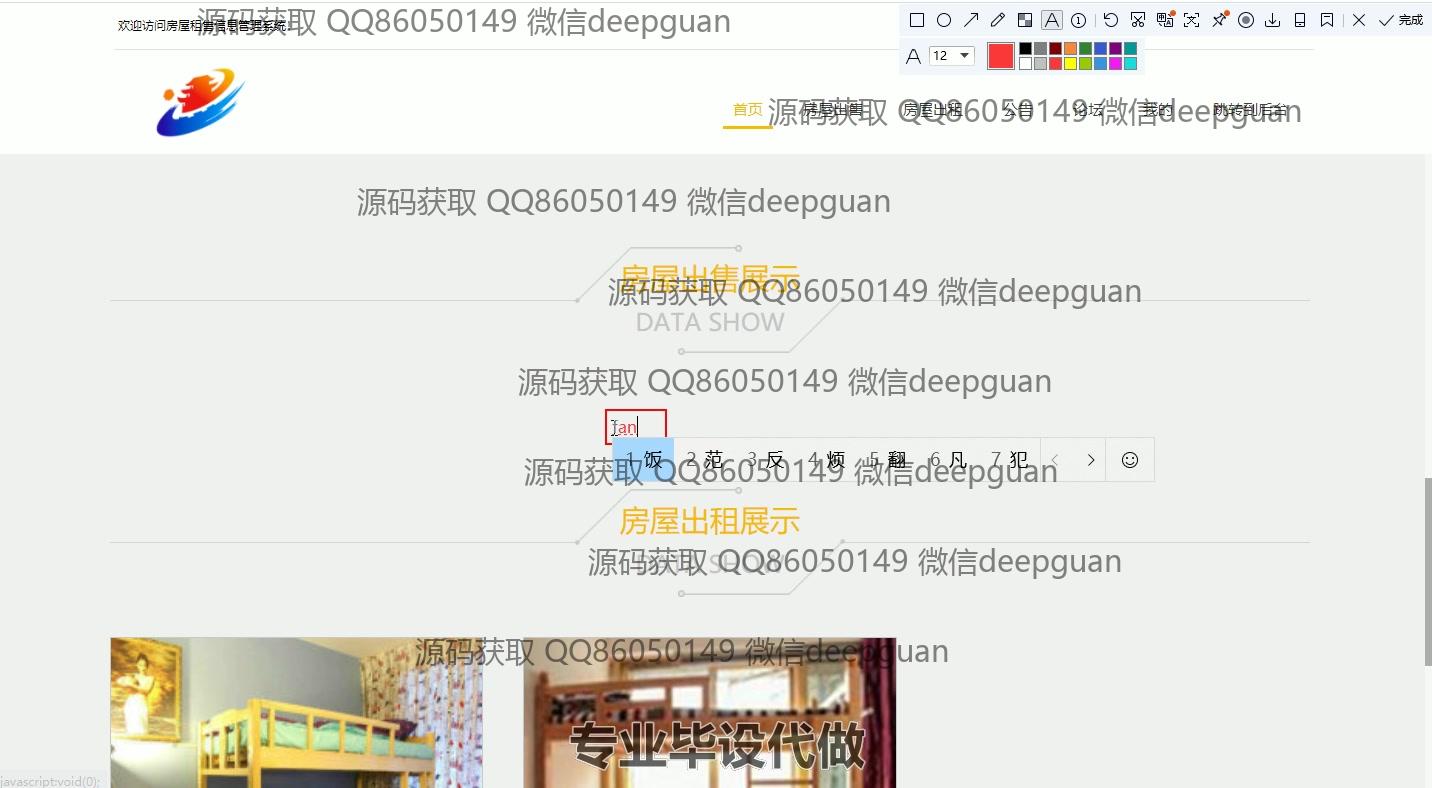 欢迎访问房屋租售信息管理系统:
源码获取 QQ86050149 微信deepguan
完成
12
首页 房屋出售 房屋出租 公告 论坛 我的 跳转到后台
源码获取 QQ86050149 微信deepguan
源码获取 QQ86050149 微信deepguan
房屋出售展示
源码获取 QQ86050149 微信deepguan
DATA SHOW
源码获取 QQ86050149 微信deepguan
fan
1 饭 2 范 3 反 4 烦 5 翻 6 凡 7 犯
源码获取 QQ86050149 微信deepguan
房屋出租展示
源码获取 QQ86050149 微信deepguan
DATA SHOW
源码获取 QQ86050149 微信deepguan
专业毕设代做
javascript:void(0);